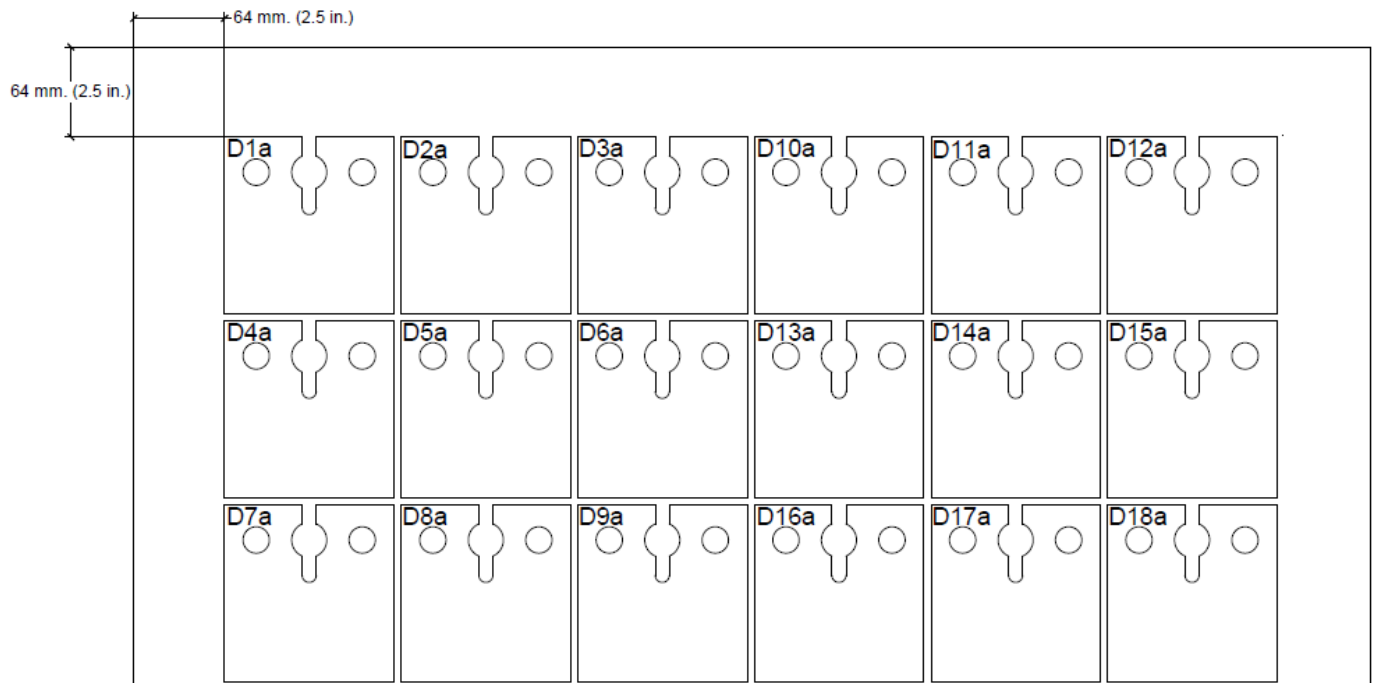 64 mm. (2.5 in.)
64 mm. (2.5 in.)
D1a D2a D3a D10a D11a D12a
D4a D5a D6a D13a D14a D15a
D7a D8a D9a D16a D17a D18a